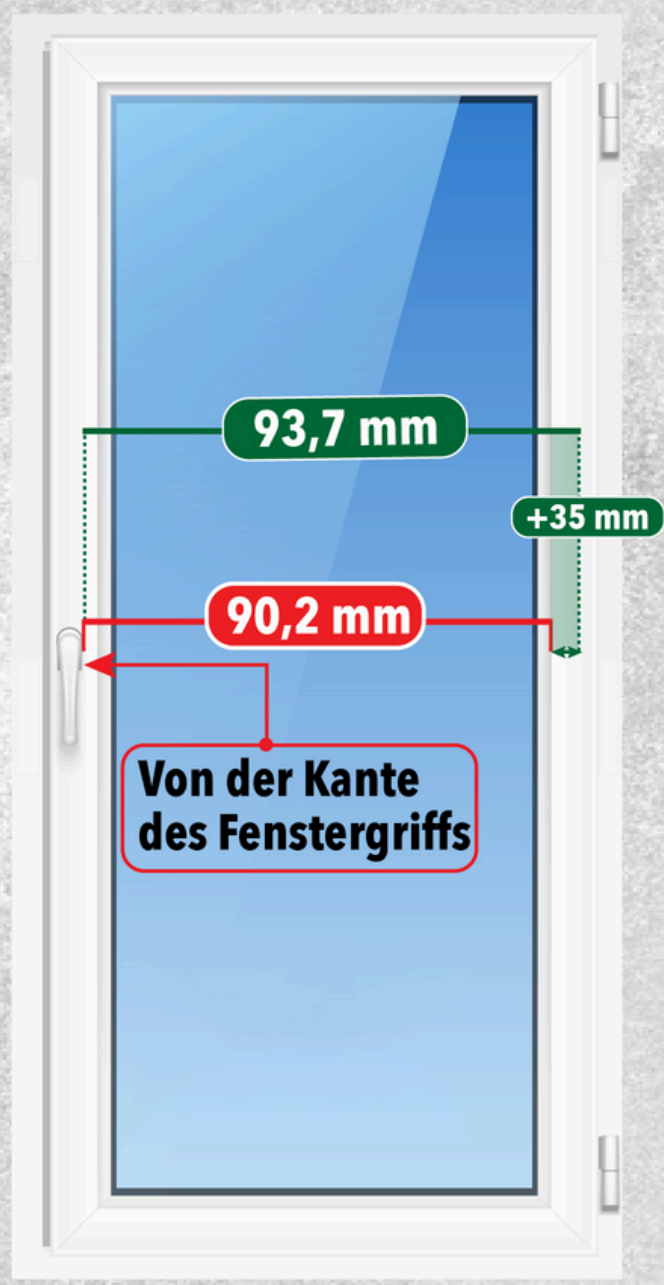 93,7 mm
+35 mm
90,2 mm
Von der Kante
des Fenstergriffs